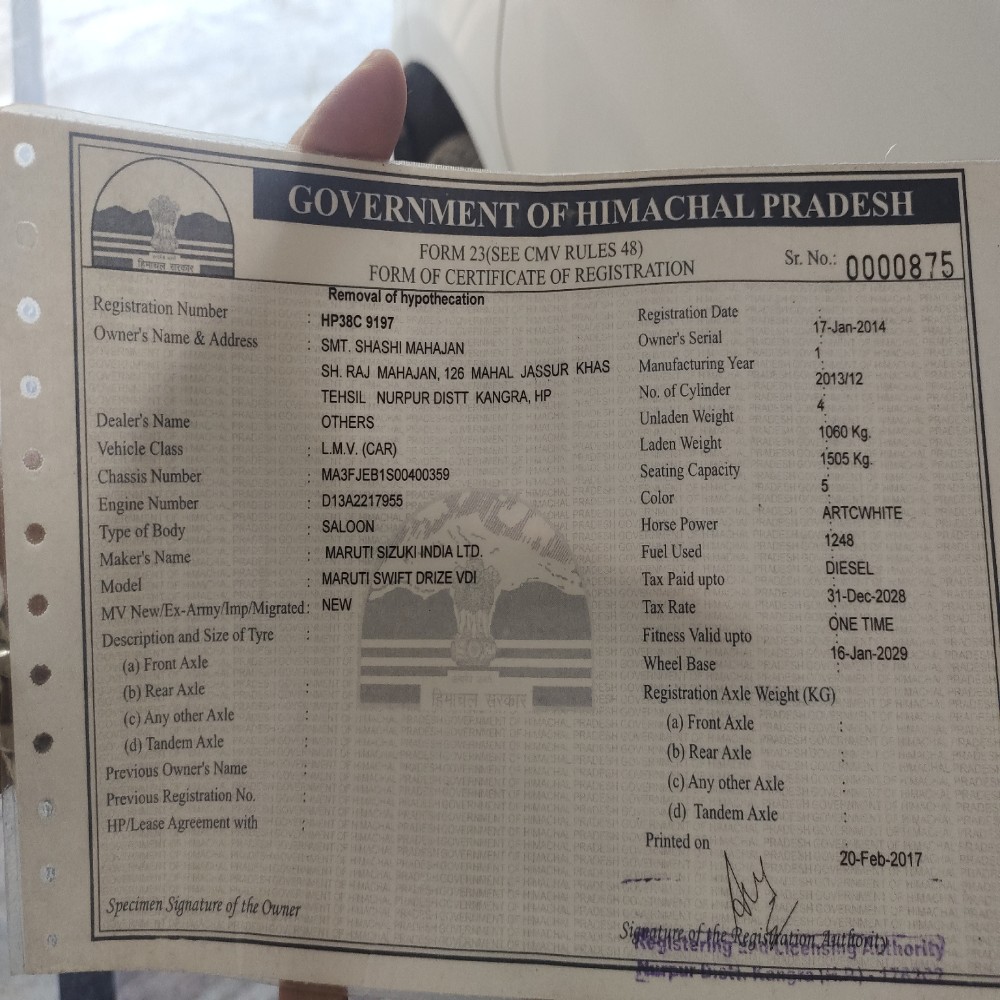 GOVERNMENT OF HIMACHAL PRADESH
हिमाचल सरकार
FORM 23(SEE CMV RULES 48)
FORM OF CERTIFICATE OF REGISTRATION
Sr. No.: 0000875
Removal of hypothecation
Registration Number : HP38C 9197
Owner's Name & Address : SMT. SHASHI MAHAJAN
SH. RAJ MAHAJAN, 126 MAHAL JASSUR KHAS
TEHSIL NURPUR DISTT KANGRA, HP
Dealer's Name OTHERS
Vehicle Class : L.M.V. (CAR)
Chassis Number : MA3FJEB1S00400359
Engine Number : D13A2217955
Type of Body : SALOON
Maker's Name : MARUTI SIZUKI INDIA LTD.
Model : MARUTI SWIFT DRIZE VDI
MV New/Ex-Army/Imp/Migrated : NEW
Description and Size of Tyre :
(a) Front Axle
(b) Rear Axle :
(c) Any other Axle :
(d) Tandem Axle :
Previous Owner's Name :
Previous Registration No. :
HP/Lease Agreement with :
Specimen Signature of the Owner
Registration Date : 17-Jan-2014
Owner's Serial : 1
Manufacturing Year : 2013/12
No. of Cylinder : 4
Unladen Weight : 1060 Kg.
Laden Weight : 1505 Kg.
Seating Capacity : 5
Color : ARTCWHITE
Horse Power : 1248
Fuel Used : DIESEL
Tax Paid upto : 31-Dec-2028
Tax Rate : ONE TIME
Fitness Valid upto : 16-Jan-2029
Wheel Base
Registration Axle Weight (KG)
(a) Front Axle :
(b) Rear Axle :
(c) Any other Axle :
(d) Tandem Axle :
Printed on 20-Feb-2017
Signature of the Registration Authority
Registering and Licensing Authority
Nurpur Distt. Kangra
हिमाचल सरकार